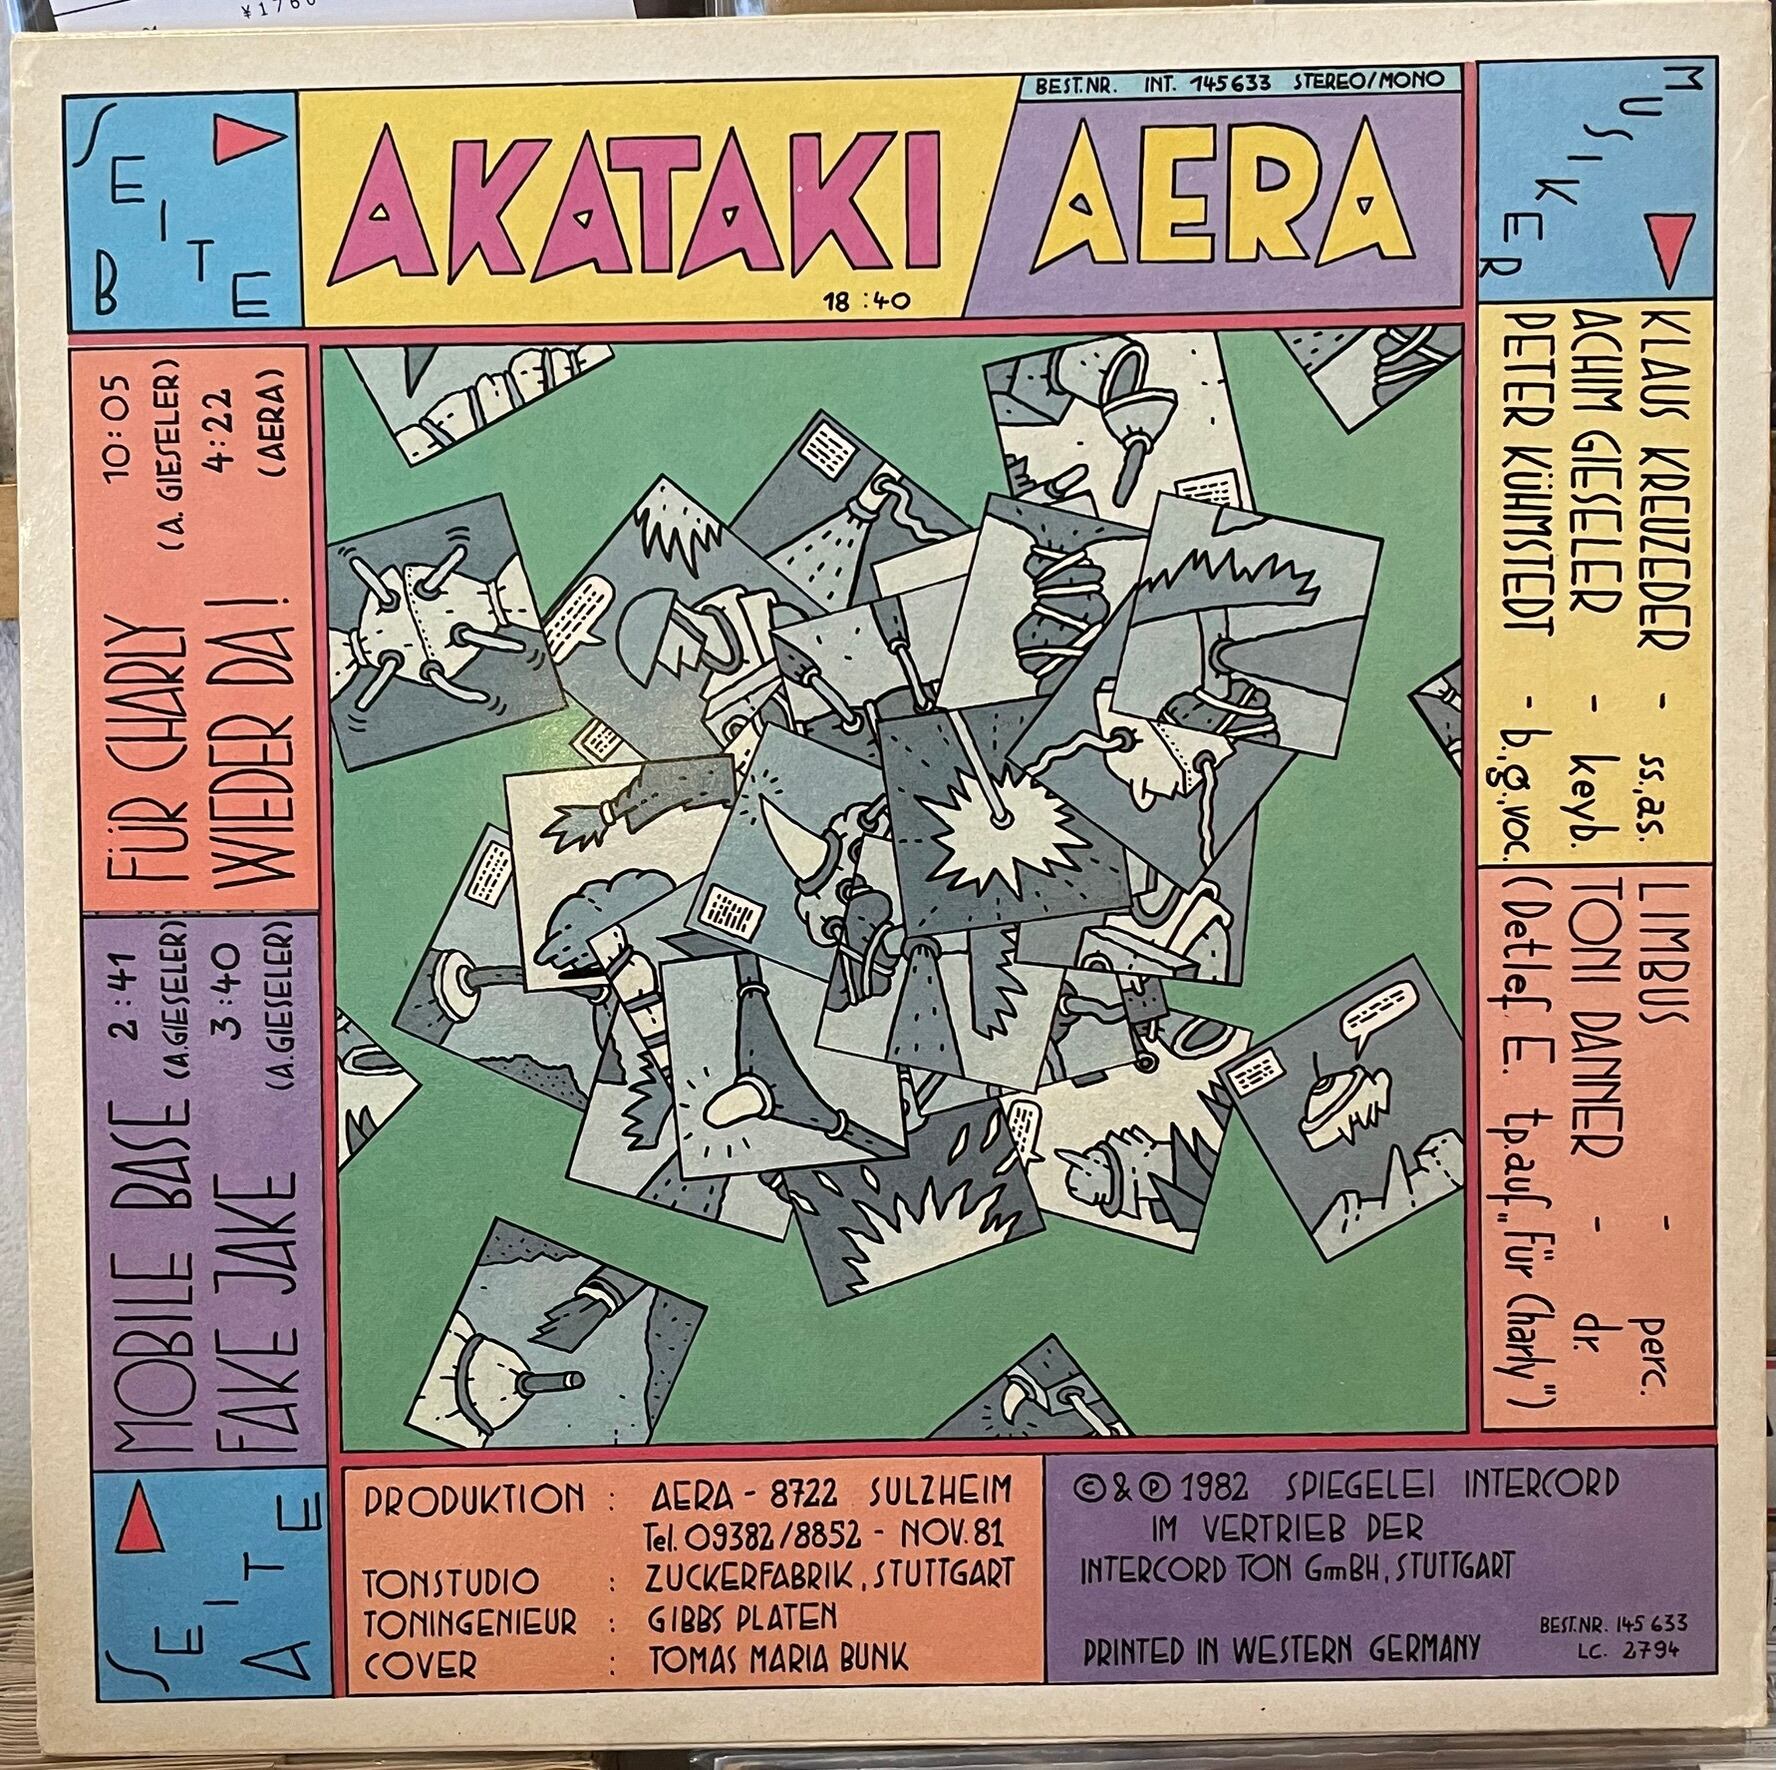 ¥1760
BEST.NR. INT. 145633 STEREO/MONO
SEITE B
AKATAKI
18:40
AERA
MUSIKER
KLAUS KREUZEDER - ss,as.
ACHIM GIESELER - keyb.
PETER KÜHMSTEDT - b.,g.,voc.
LIMBUS - perc.
TONI DANNER - dr.
(Detlef E. tp. auf „Für Charly")
SEITE A
MOBILE BASE 2:41
(A.GIESELER)
FAKE JAKE 3:40
(A.GIESELER)
FÜR CHARLY 10:05
(A. GIESELER)
WIEDER DA! 4:22
(AERA)
PRODUKTION : AERA - 8722 SULZHEIM
Tel. 09382/8852 - NOV. 81
TONSTUDIO : ZUCKERFABRIK, STUTTGART
TONINGENIEUR : GIBBS PLATEN
COVER : TOMAS MARIA BUNK
© & ℗ 1982 SPIEGELEI INTERCORD
IM VERTRIEB DER
INTERCORD TON GmBH, STUTTGART
PRINTED IN WESTERN GERMANY
BEST.NR. 145 633
LC. 2794